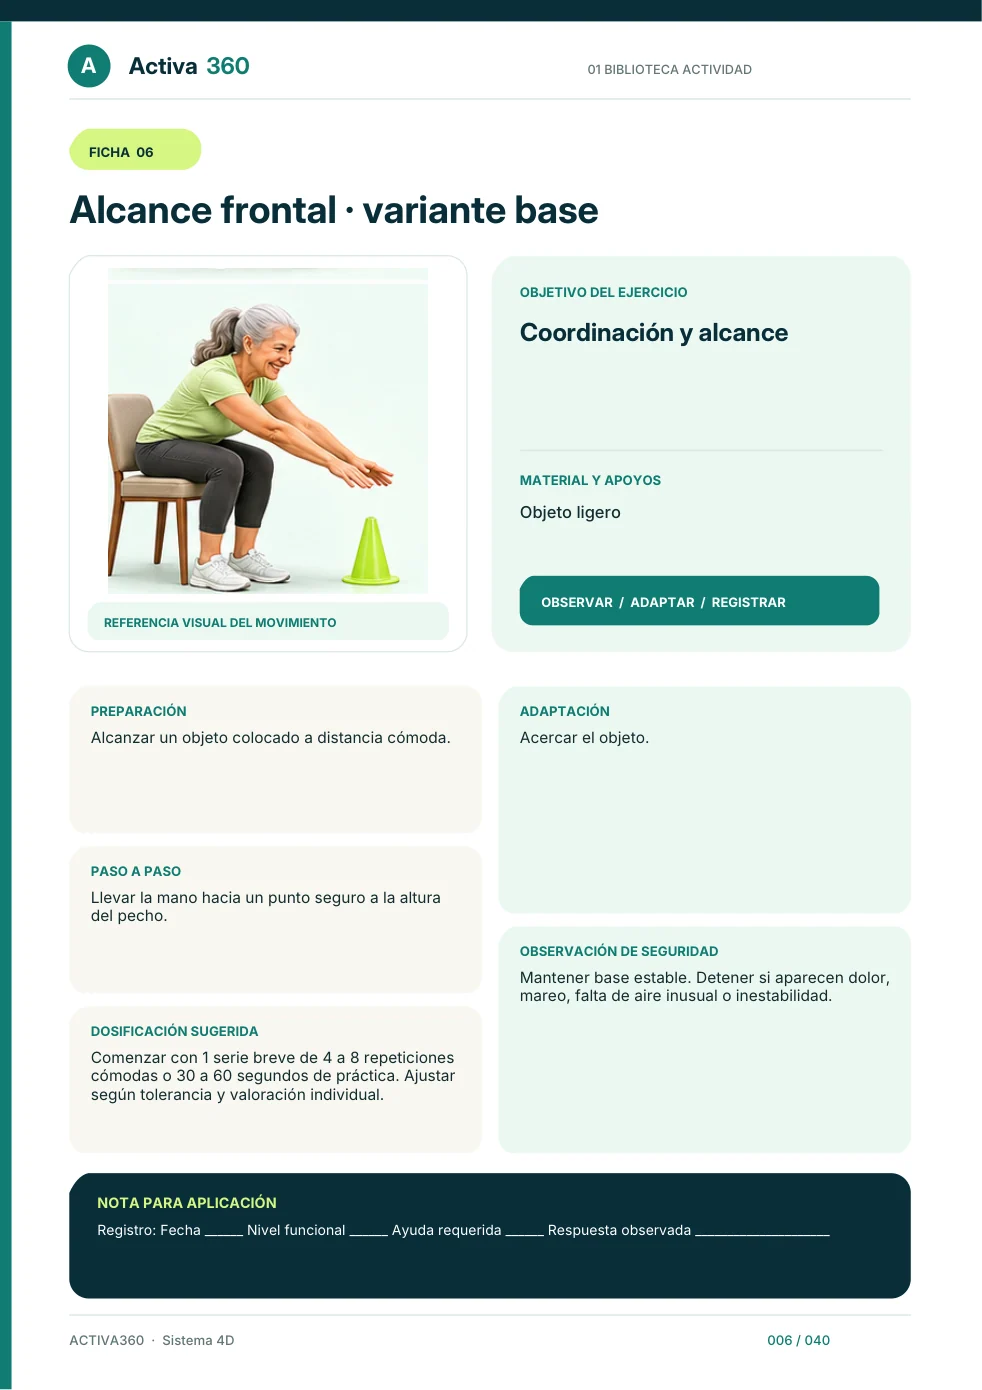 A
Activa 360
01 BIBLIOTECA ACTIVIDAD
FICHA 06
Alcance frontal · variante base
REFERENCIA VISUAL DEL MOVIMIENTO
OBJETIVO DEL EJERCICIO
Coordinación y alcance
MATERIAL Y APOYOS
Objeto ligero
OBSERVAR / ADAPTAR / REGISTRAR
PREPARACIÓN
Alcanzar un objeto colocado a distancia cómoda.
PASO A PASO
Llevar la mano hacia un punto seguro a la altura
del pecho.
DOSIFICACIÓN SUGERIDA
Comenzar con 1 serie breve de 4 a 8 repeticiones
cómodas o 30 a 60 segundos de práctica. Ajustar
según tolerancia y valoración individual.
ADAPTACIÓN
Acercar el objeto.
OBSERVACIÓN DE SEGURIDAD
Mantener base estable. Detener si aparecen dolor,
mareo, falta de aire inusual o inestabilidad.
NOTA PARA APLICACIÓN
Registro: Fecha ______ Nivel funcional ______ Ayuda requerida ______ Respuesta observada _____________________
ACTIVA360 · Sistema 4D
006 / 040